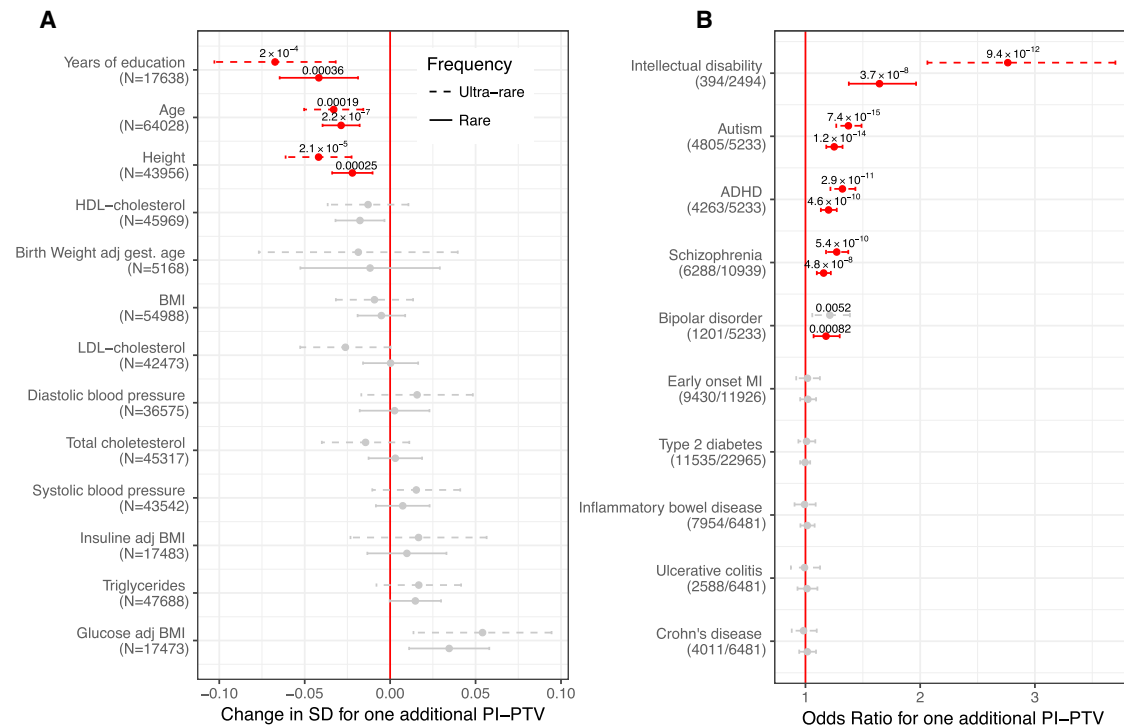 A
Years of education
(N=17638)
Age
(N=64028)
Height
(N=43956)
HDL−cholesterol
(N=45969)
Birth Weight adj gest. age
(N=5168)
BMI
(N=54988)
LDL−cholesterol
(N=42473)
Diastolic blood pressure
(N=36575)
Total choletesterol
(N=45317)
Systolic blood pressure
(N=43542)
Insuline adj BMI
(N=17483)
Triglycerides
(N=47688)
Glucose adj BMI
(N=17473)
2 × 10⁻⁴
0.00036
0.00019
2.2 × 10⁻⁷
2.1 × 10⁻⁵
0.00025
Frequency
Ultra−rare
Rare
−0.10 −0.05 0.00 0.05 0.10
Change in SD for one additional PI−PTV
B
Intellectual disability
(394/2494)
Autism
(4805/5233)
ADHD
(4263/5233)
Schizophrenia
(6288/10939)
Bipolar disorder
(1201/5233)
Early onset MI
(9430/11926)
Type 2 diabetes
(11535/22965)
Inflammatory bowel disease
(7954/6481)
Ulcerative colitis
(2588/6481)
Crohn's disease
(4011/6481)
9.4 × 10⁻¹²
3.7 × 10⁻⁸
7.4 × 10⁻¹⁵
1.2 × 10⁻¹⁴
2.9 × 10⁻¹¹
4.6 × 10⁻¹⁰
5.4 × 10⁻¹⁰
4.8 × 10⁻⁸
0.0052
0.00082
1 2 3
Odds Ratio for one additional PI−PTV